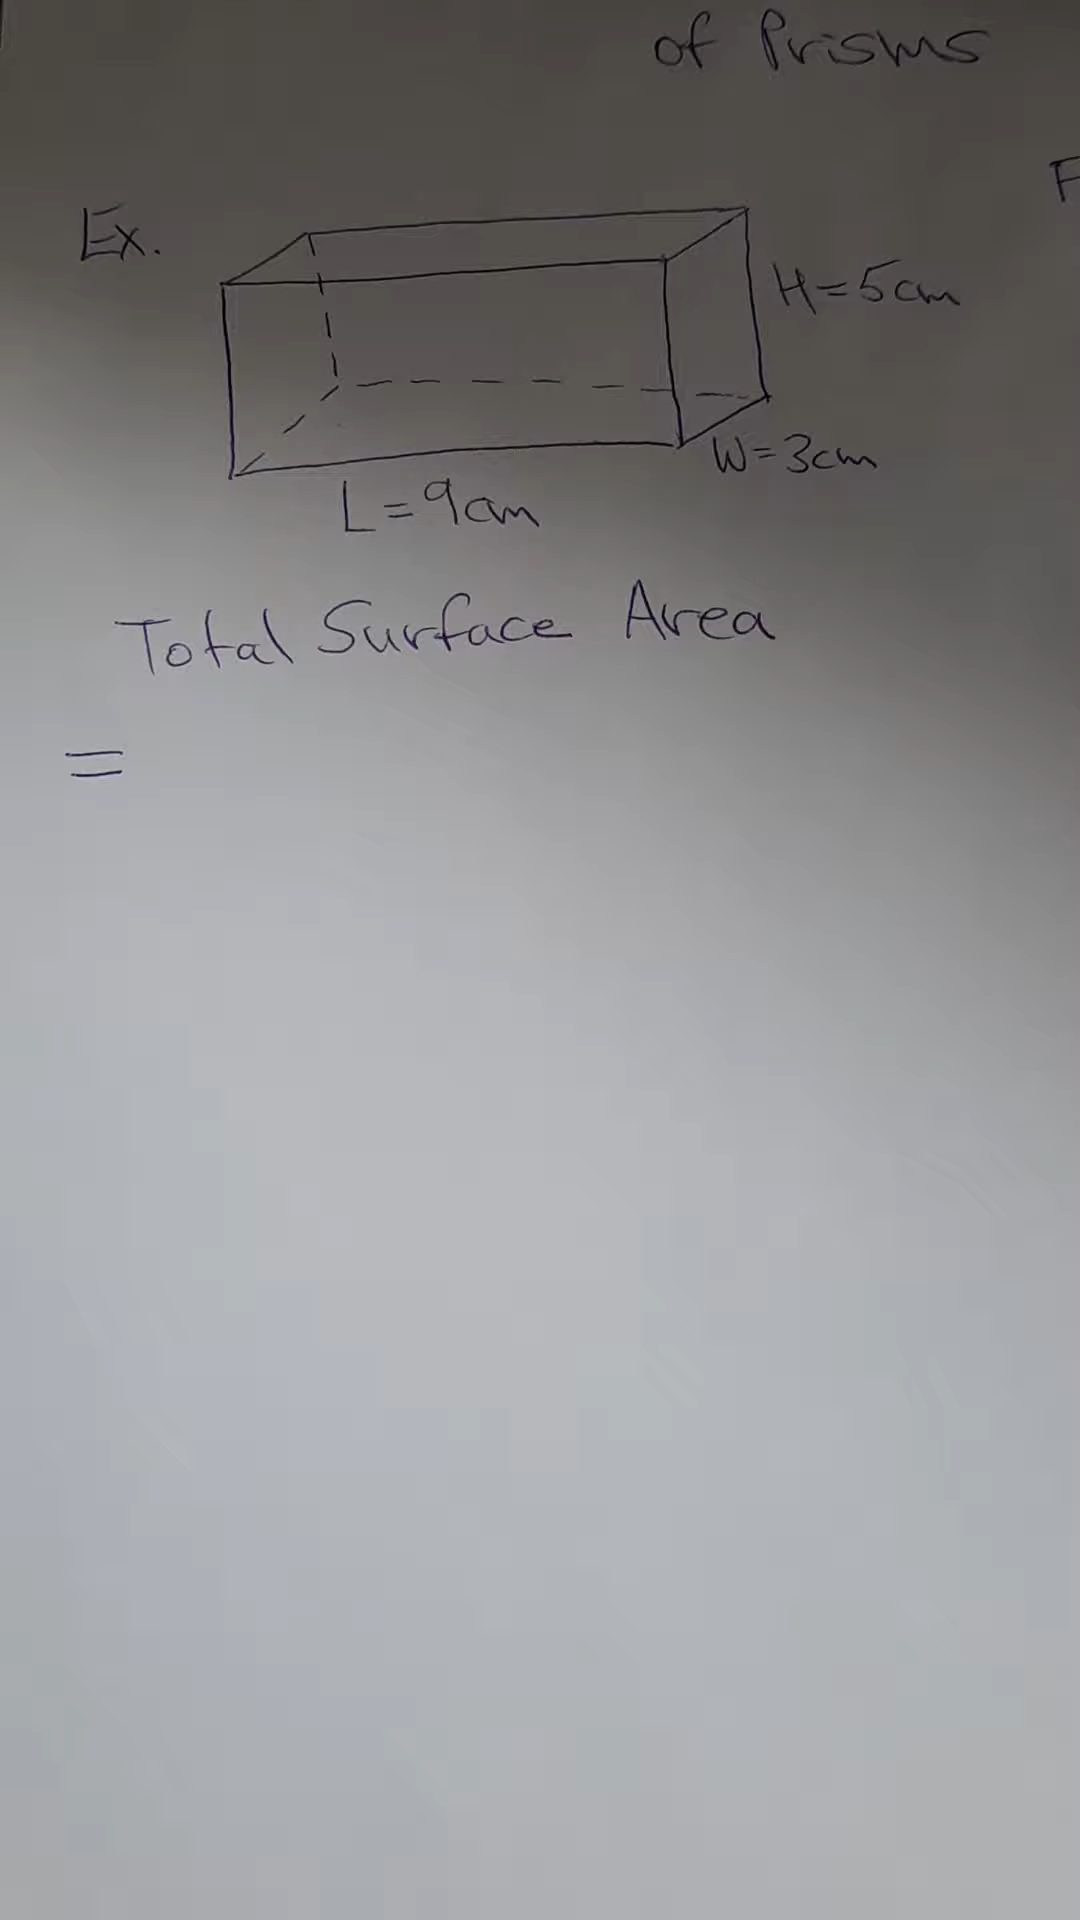 of Prisms
Ex.
H=5cm
W=3cm
L=9cm
Total Surface Area
=